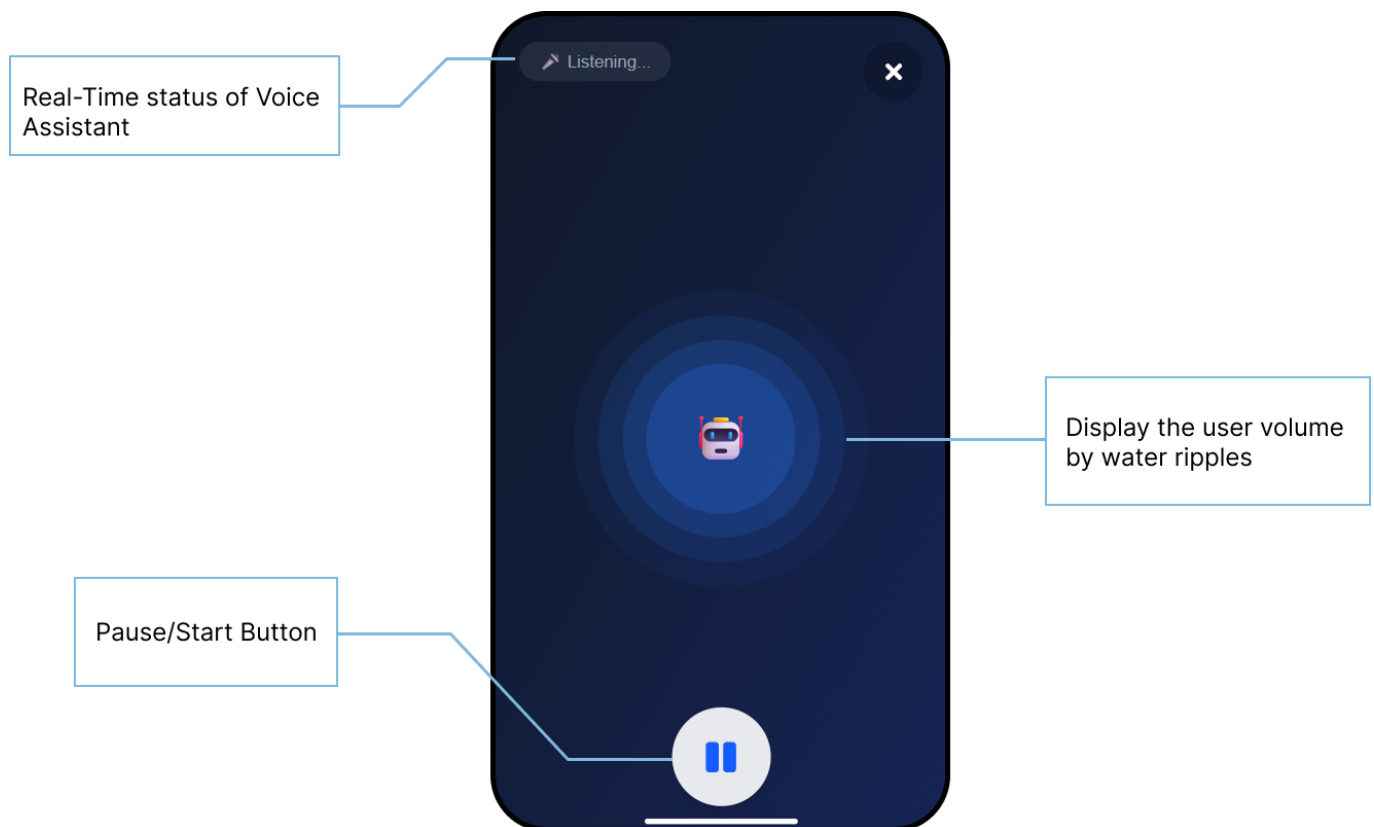 Listening...
Real-Time status of Voice
Assistant
Display the user volume
by water ripples
Pause/Start Button